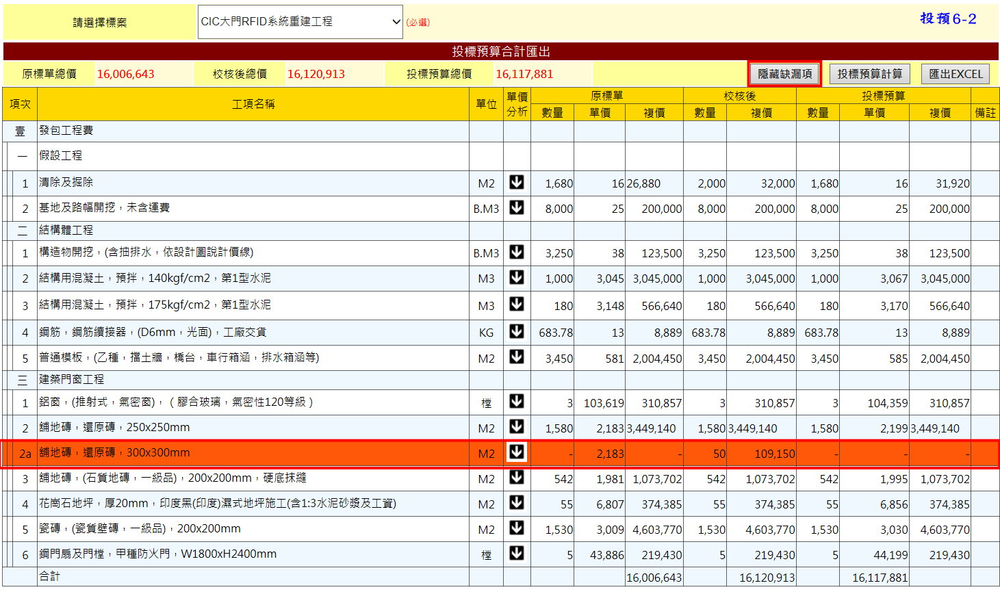 請選擇標案 CIC大門RFID系統重建工程 (必選) 投預6-2
投標預算合計匯出
原標單總價 16,006,643 校核後總價 16,120,913 投標預算總價 16,117,881 隱藏缺漏項 投標預算計算 匯出EXCEL
項次 工項名稱 單位 單價分析 原標單 校核後 投標預算
數量 單價 複價 數量 複價 數量 單價 複價 備註
壹 發包工程費
一 假設工程
1 清除及掘除 M2 1,680 16 26,880 2,000 32,000 1,680 16 31,920
2 基地及路幅開挖，未含運費 B.M3 8,000 25 200,000 8,000 200,000 8,000 25 200,000
二 結構體工程
1 構造物開挖，(含抽排水，依設計圖說計價線) B.M3 3,250 38 123,500 3,250 123,500 3,250 38 123,500
2 結構用混凝土，預拌，140kgf/cm2，第1型水泥 M3 1,000 3,045 3,045,000 1,000 3,045,000 1,000 3,067 3,045,000
3 結構用混凝土，預拌，175kgf/cm2，第1型水泥 M3 180 3,148 566,640 180 566,640 180 3,170 566,640
4 鋼筋，鋼筋續接器，(D6mm，光面)，工廠交貨 KG 683.78 13 8,889 683.78 8,889 683.78 13 8,889
5 普通模板，(乙種，擋土牆，橋台，車行箱涵，排水箱涵等) M2 3,450 581 2,004,450 3,450 2,004,450 3,450 585 2,004,450
三 建築門窗工程
1 鋁窗，(推射式，氣密窗)，（膠合玻璃，氣密性120等級） 樘 3 103,619 310,857 3 310,857 3 104,359 310,857
2 舖地磚，還原磚，250x250mm M2 1,580 2,183 3,449,140 1,580 3,449,140 1,580 2,199 3,449,140
2a 舖地磚，還原磚，300x300mm M2 - 2,183 - 50 109,150 - - -
3 舖地磚，(石質地磚，一級品)，200x200mm，硬底抹縫 M2 542 1,981 1,073,702 542 1,073,702 542 1,995 1,073,702
4 花崗石地坪，厚20mm，印度黑(印度)濕式地坪施工(含1:3水泥砂漿及工資) M2 55 6,807 374,385 55 374,385 55 6,856 374,385
5 瓷磚，(瓷質壁磚，一級品)，200x200mm M2 1,530 3,009 4,603,770 1,530 4,603,770 1,530 3,030 4,603,770
6 鋼門扇及門樘，甲種防火門，W1800xH2400mm 樘 5 43,886 219,430 5 219,430 5 44,199 219,430
合計 16,006,643 16,120,913 16,117,881